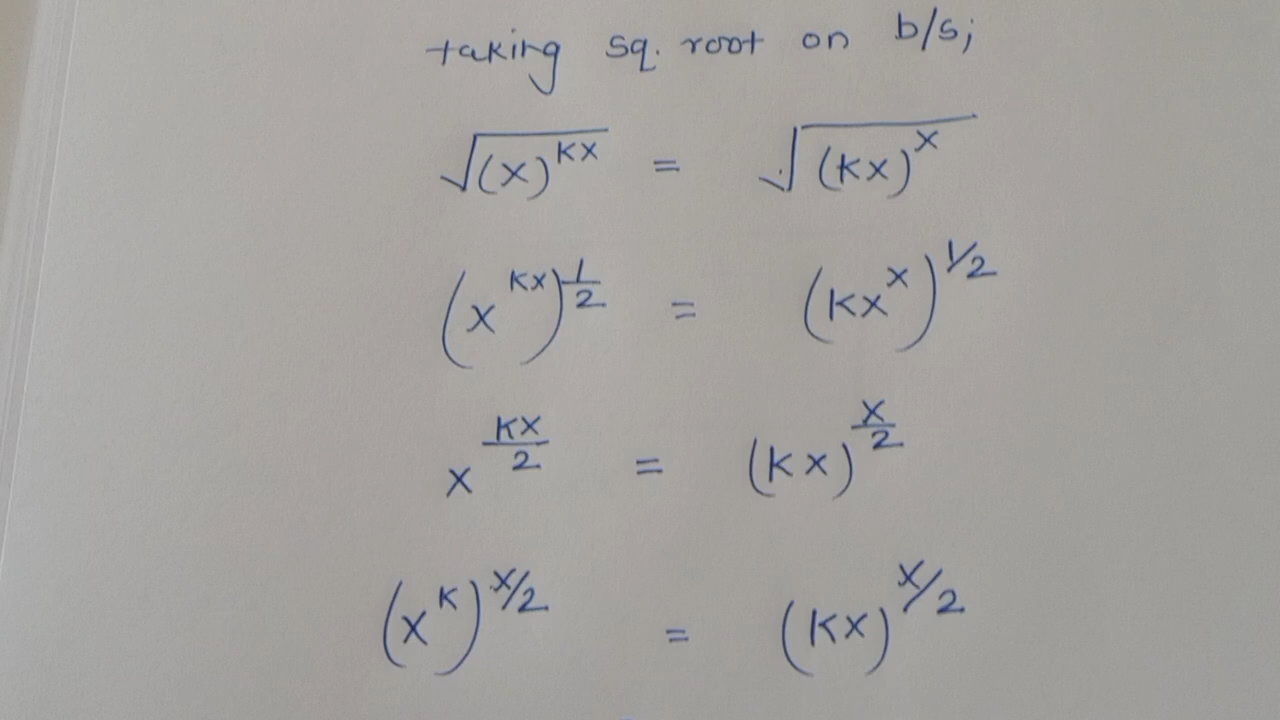 taking sq. root on b/s;
√(x)^kx = √(kx)^x
(x^kx)^1/2 = (kx^x)^1/2
x^kx/2 = (kx)^x/2
(x^k)^x/2 = (kx)^x/2